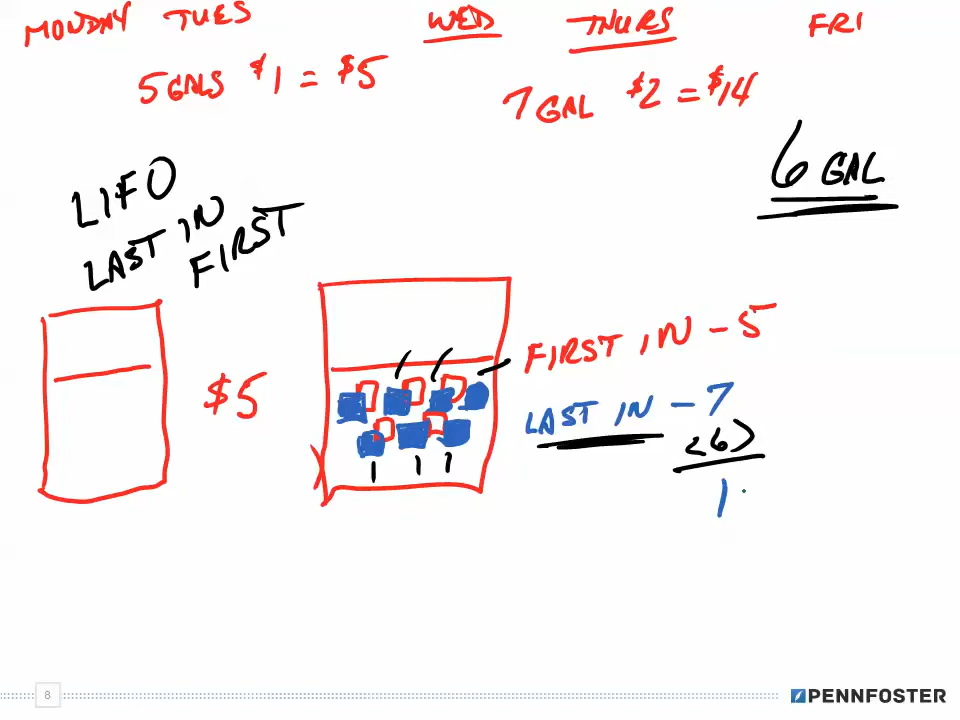 MONDAY TUES WED THURS FRI
5 GALS $1 = $5
7 GAL $2 = $14
6 GAL
LIFO
LAST IN
FIRST
FIRST IN - 5
$5
LAST IN - 7
<6>
1
8
PENNFOSTER